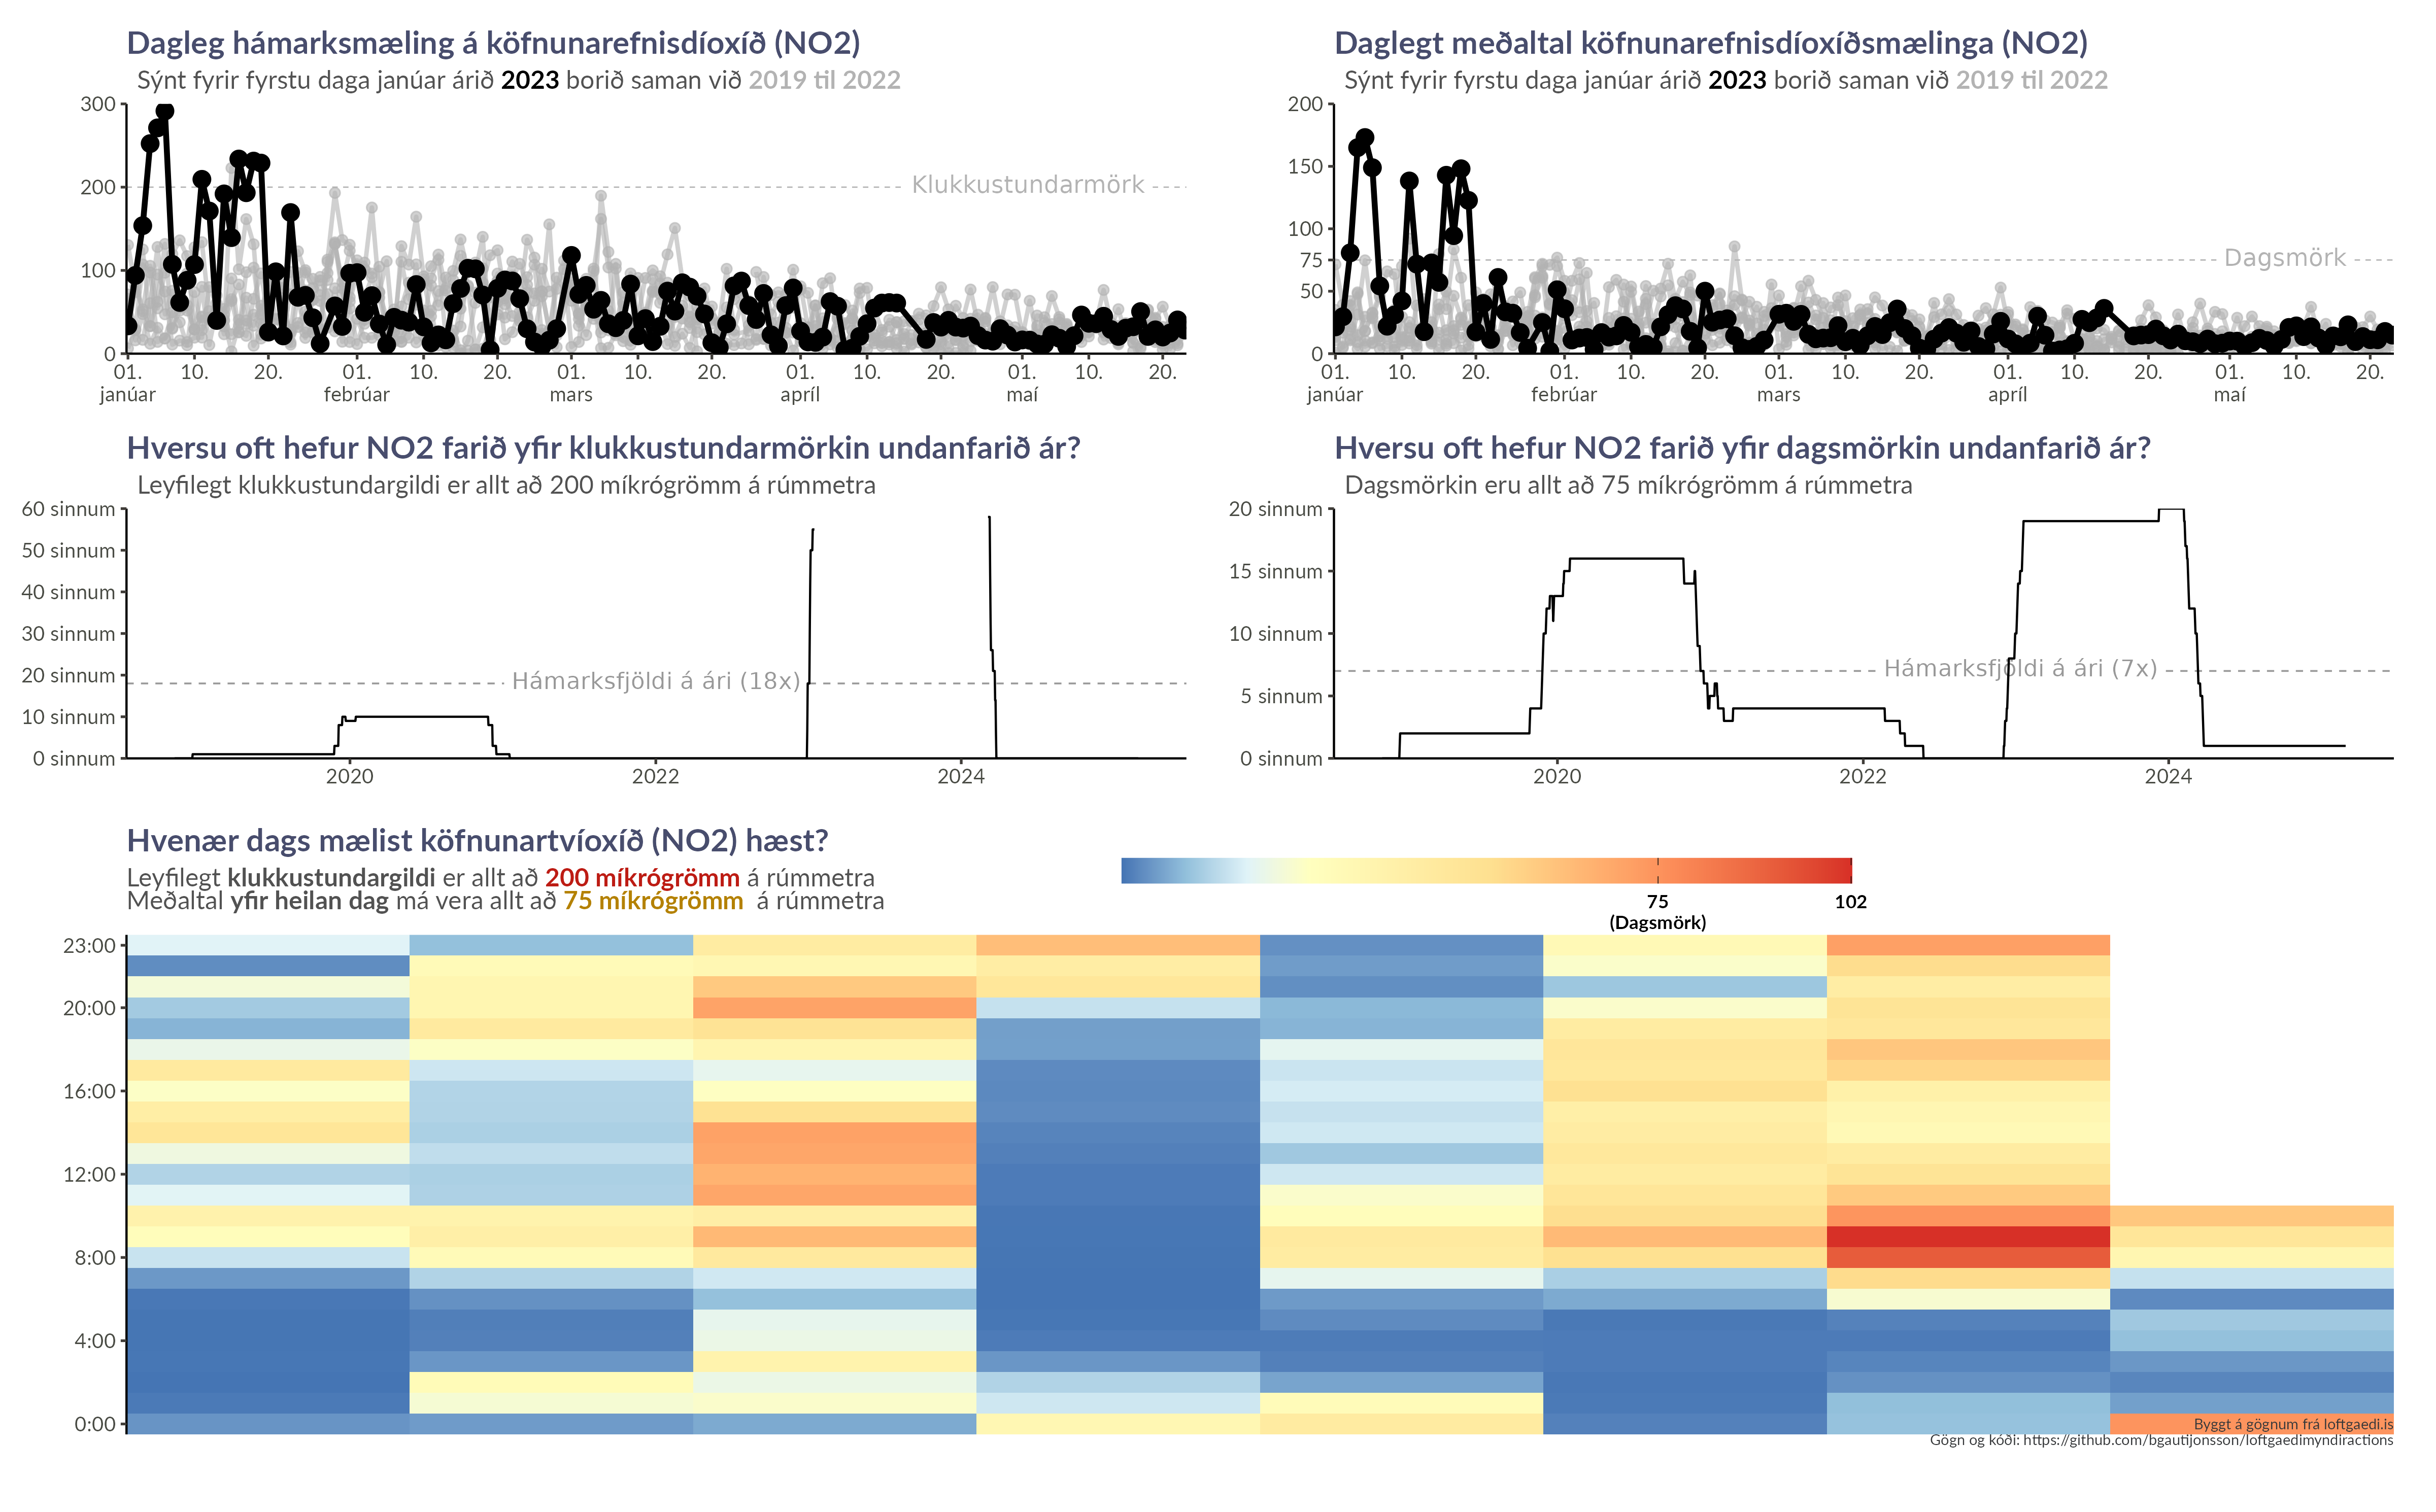 Dagleg hámarksmæling á köfnunarefnisdíoxíð (NO2)
Sýnt fyrir fyrstu daga janúar árið 2023 borið saman við 2019 til 2022
300
200
100
0
Klukkustundarmörk
01. 10. 20. 01. 10. 20. 01. 10. 20. 01. 10. 20. 01. 10. 20.
janúar febrúar mars apríl maí
Daglegt meðaltal köfnunarefnisdíoxíðsmælinga (NO2)
Sýnt fyrir fyrstu daga janúar árið 2023 borið saman við 2019 til 2022
200
150
100
75
50
0
Dagsmörk
01. 10. 20. 01. 10. 20. 01. 10. 20. 01. 10. 20. 01. 10. 20.
janúar febrúar mars apríl maí
Hversu oft hefur NO2 farið yfir klukkustundarmörkin undanfarið ár?
Leyfilegt klukkustundargildi er allt að 200 míkrógrömm á rúmmetra
60 sinnum
50 sinnum
40 sinnum
30 sinnum
20 sinnum
10 sinnum
0 sinnum
Hámarksfjöldi á ári (18x)
2020 2022 2024
Hversu oft hefur NO2 farið yfir dagsmörkin undanfarið ár?
Dagsmörkin eru allt að 75 míkrógrömm á rúmmetra
20 sinnum
15 sinnum
10 sinnum
5 sinnum
0 sinnum
Hámarksfjöldi á ári (7x)
2020 2022 2024
Hvenær dags mælist köfnunartvíoxíð (NO2) hæst?
Leyfilegt klukkustundargildi er allt að 200 míkrógrömm á rúmmetra
Meðaltal yfir heilan dag má vera allt að 75 míkrógrömm á rúmmetra
75 102
(Dagsmörk)
23:00
20:00
16:00
12:00
8:00
4:00
0:00
Byggt á gögnum frá loftgaedi.is
Gögn og kóði: https://github.com/bgautijonsson/loftgaedimyndiractions